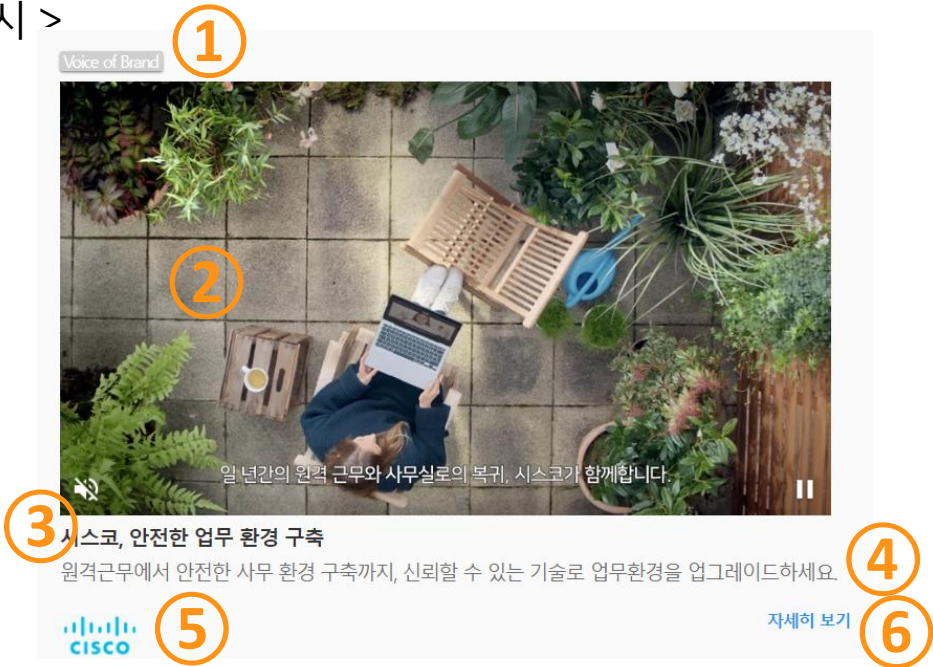 시 >
①
Voice of Brand
②
일 년간의 원격 근무와 사무실로의 복귀, 시스코가 함께합니다.
③
시스코, 안전한 업무 환경 구축
④
원격근무에서 안전한 사무 환경 구축까지, 신뢰할 수 있는 기술로 업무환경을 업그레이드하세요.
⑤
CISCO
자세히 보기
⑥